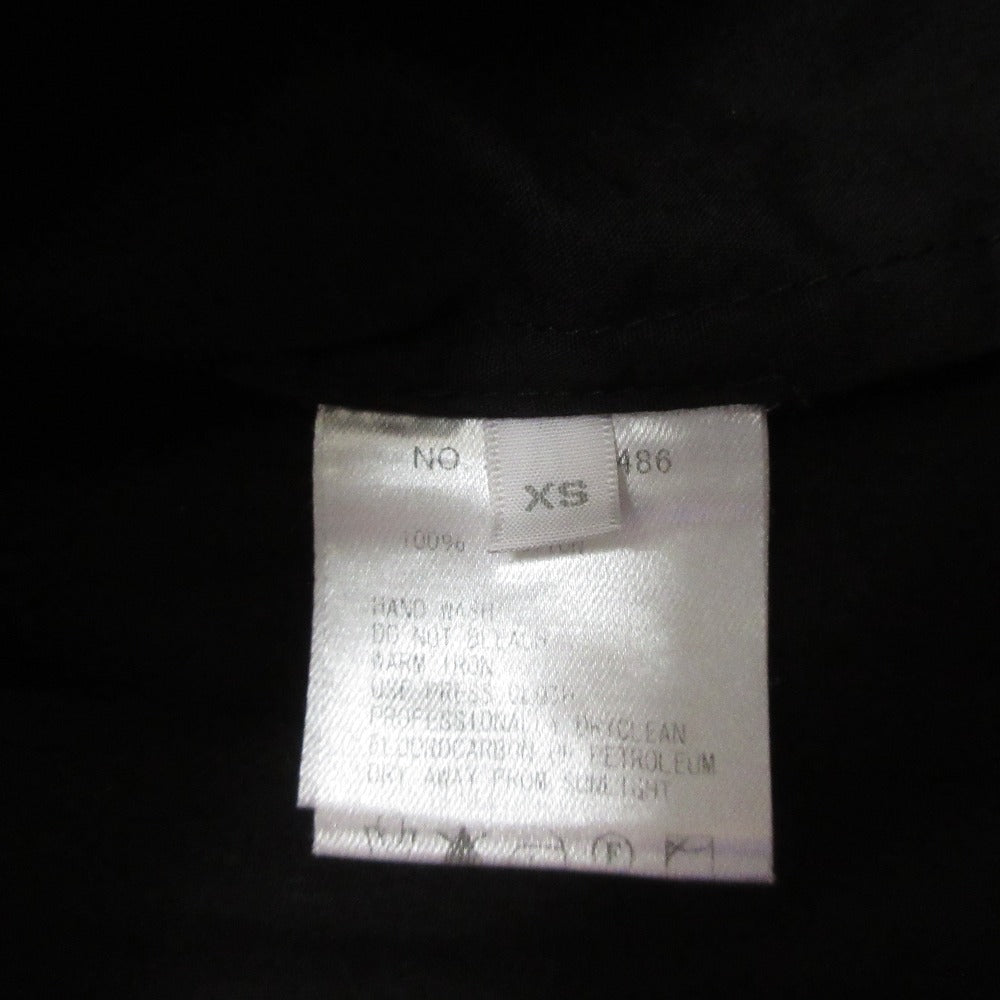 NO 486
XS
100%
HAND WASH
DO NOT BLEACH
WARM IRON
USE PRESS CLOTH
PROFESSIONALLY DRYCLEAN
FLUOROCARBON OR PETROLEUM
DRY AWAY FROM SUNLIGHT
F